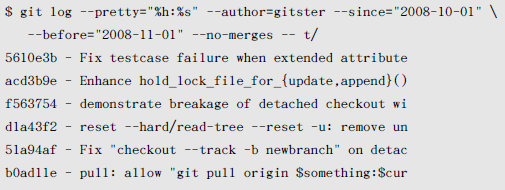 $ git log --pretty="%h:%s" --author=gitster --since="2008-10-01" \
--before="2008-11-01" --no-merges -- t/
5610e3b - Fix testcase failure when extended attribute
acd3b9e - Enhance hold_lock_file_for_{update,append}()
f563754 - demonstrate breakage of detached checkout wi
d1a43f2 - reset --hard/read-tree --reset -u: remove un
51a94af - Fix "checkout --track -b newbranch" on detac
b0ad11e - pull: allow "git pull origin $something:$cur